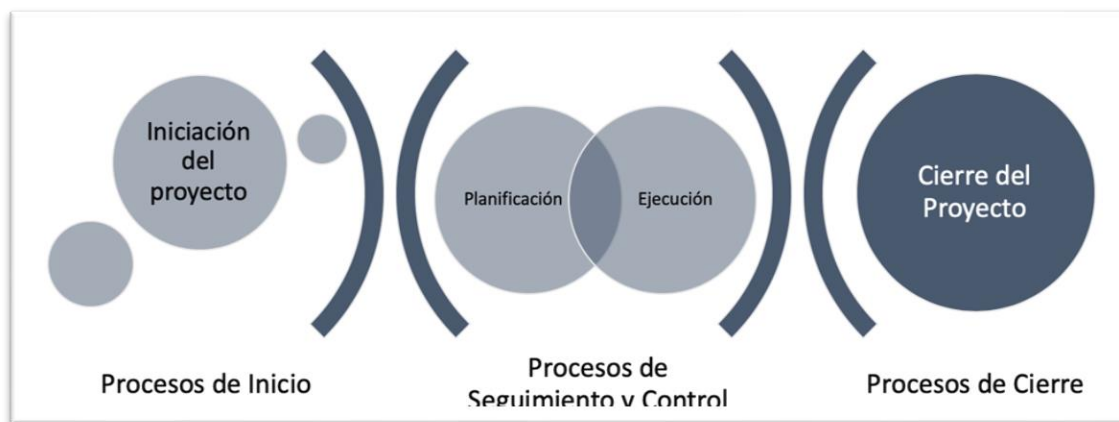 Iniciación
del
proyecto
Planificación
Ejecución
Cierre del
Proyecto
Procesos de Inicio
Procesos de
Seguimiento y Control
Procesos de Cierre